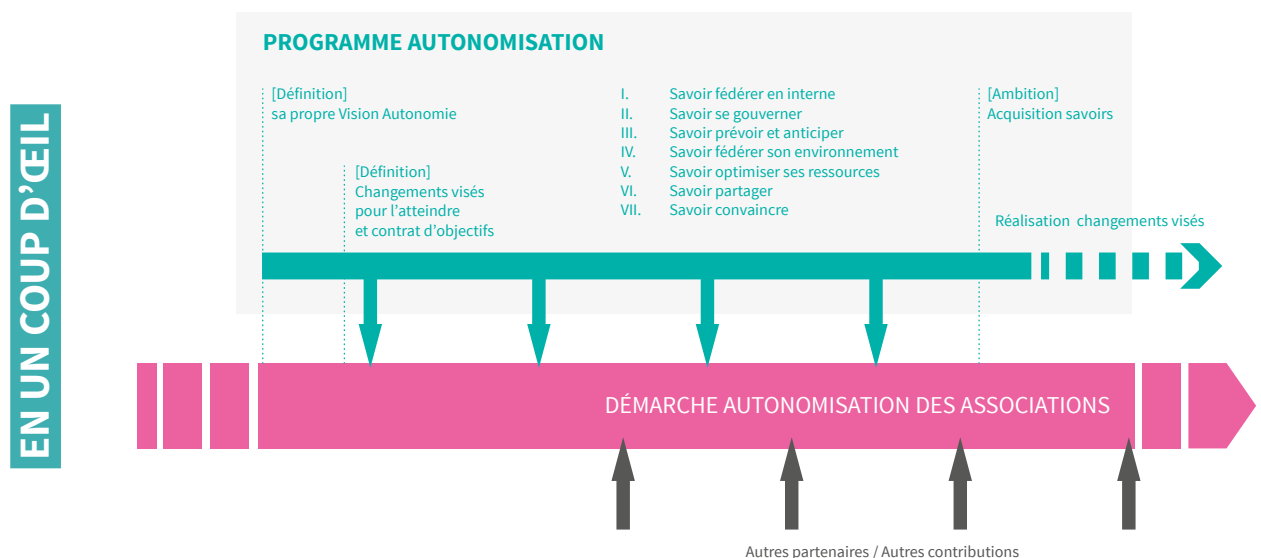 EN UN COUP D’ŒIL
PROGRAMME AUTONOMISATION
[Définition]
sa propre Vision Autonomie
[Définition]
Changements visés
pour l’atteindre
et contrat d’objectifs
I. Savoir fédérer en interne
II. Savoir se gouverner
III. Savoir prévoir et anticiper
IV. Savoir fédérer son environnement
V. Savoir optimiser ses ressources
VI. Savoir partager
VII. Savoir convaincre
[Ambition]
Acquisition savoirs
Réalisation changements visés
DÉMARCHE AUTONOMISATION DES ASSOCIATIONS
Autres partenaires / Autres contributions